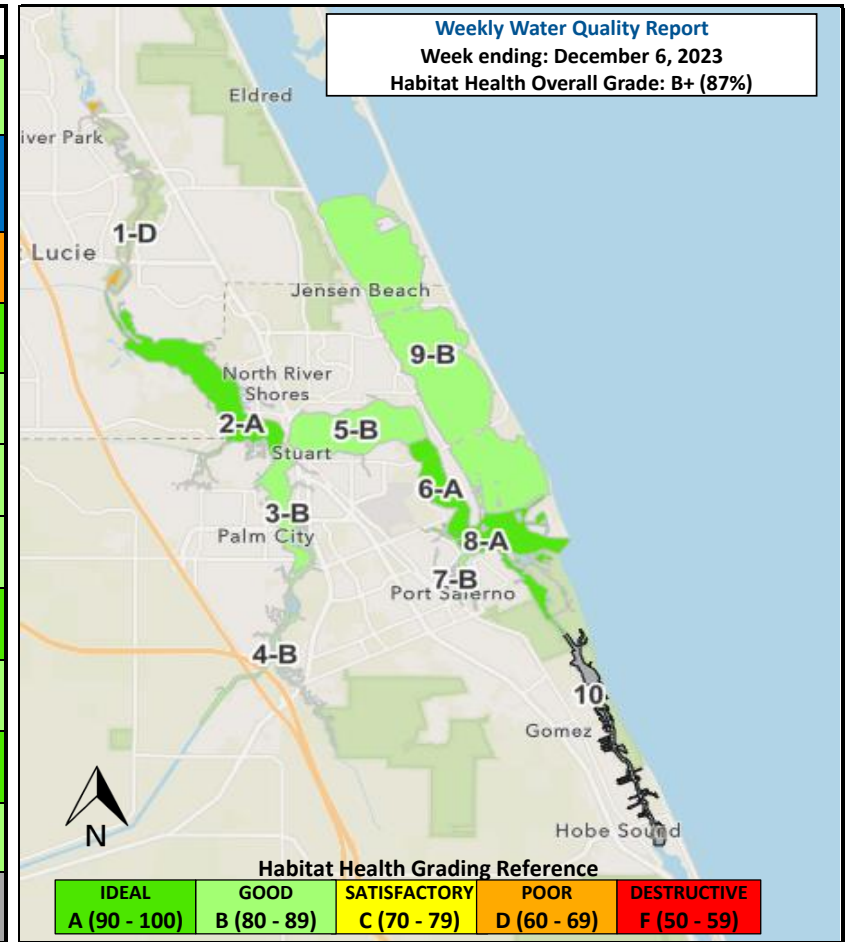 Weekly Water Quality Report
Week ending: December 6, 2023
Habitat Health Overall Grade: B+ (87%)
Eldred
iver Park
1-D
Lucie
Jensen Beach
9-B
North River
Shores
2-A
5-B
Stuart
6-A
3-B
Palm City
8-A
7-B
Port Salerno
4-B
10
Gomez
N
Hobe Sound
Habitat Health Grading Reference
IDEAL GOOD SATISFACTORY POOR DESTRUCTIVE
A (90 - 100) B (80 - 89) C (70 - 79) D (60 - 69) F (50 - 59)